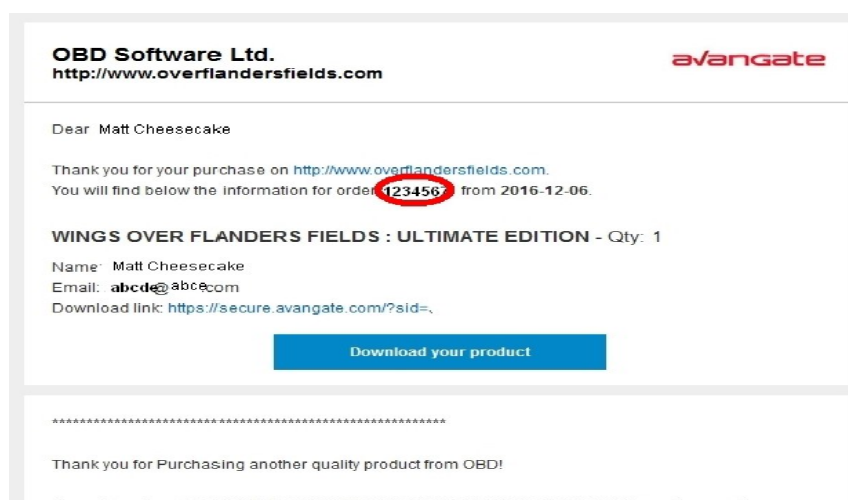 OBD Software Ltd.
http://www.overflandersfields.com
avangate
Dear Matt Cheesecake
Thank you for your purchase on http://www.overflandersfields.com.
You will find below the information for order 1234567 from 2016-12-06.
WINGS OVER FLANDERS FIELDS : ULTIMATE EDITION - Qty: 1
Name: Matt Cheesecake
Email: abcde@abce.com
Download link: https://secure.avangate.com/?sid=
Download your product
*********************************************************
Thank you for Purchasing another quality product from OBD!